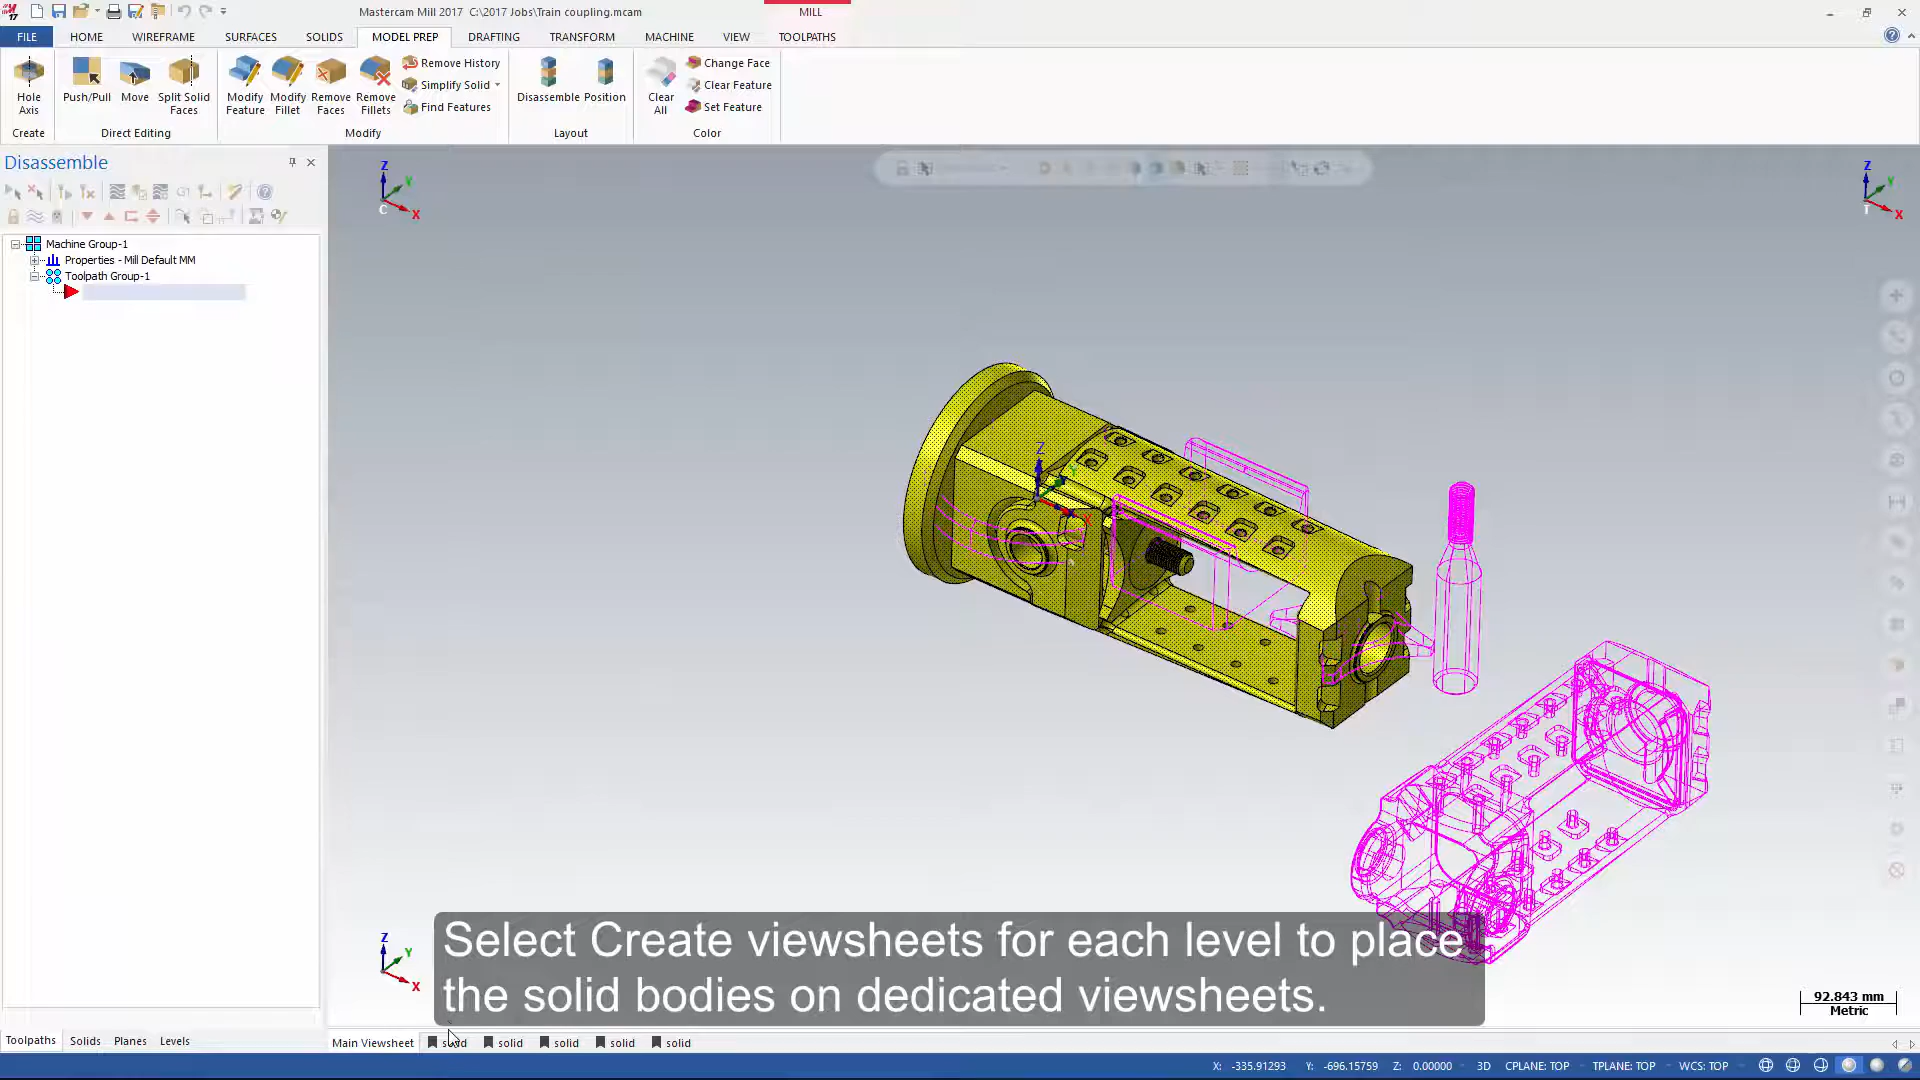 Mastercam Mill 2017 C:\2017 Jobs\Train coupling.mcam
MILL
FILE HOME WIREFRAME SURFACES SOLIDS MODEL PREP DRAFTING TRANSFORM MACHINE VIEW TOOLPATHS
Hole Axis
Push/Pull
Move
Split Solid Faces
Modify Feature
Modify Fillet
Remove Faces
Remove Fillets
Remove History
Simplify Solid
Find Features
Disassemble
Position
Clear All
Change Face
Clear Feature
Set Feature
Create
Direct Editing
Modify
Layout
Color
Disassemble
Machine Group-1
Properties - Mill Default MM
Toolpath Group-1
Z
Y
X
C
Z
Y
X
T
Z
Y
X
Z
Y
X
Select Create viewsheets for each level to place
the solid bodies on dedicated viewsheets.
92.843 mm
Metric
Toolpaths Solids Planes Levels
Main Viewsheet solid solid solid solid solid
X: -335.91293 Y: -696.15759 Z: 0.00000 3D CPLANE: TOP TPLANE: TOP WCS: TOP